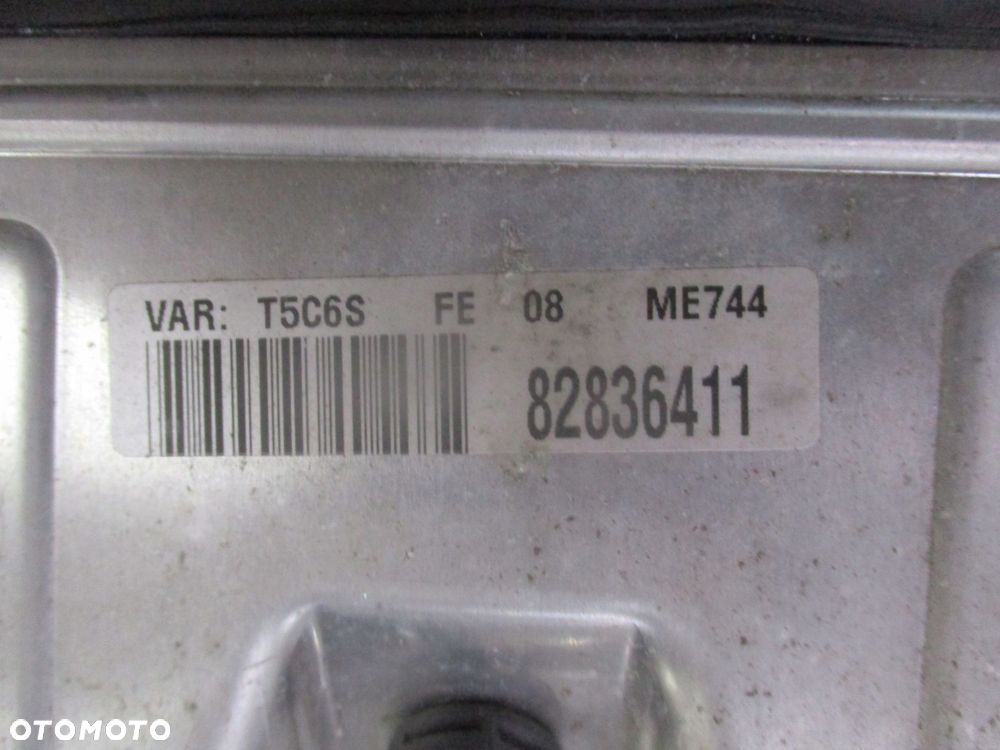 VAR: T5C6S FE 08 ME744
82836411
OTOMOTO